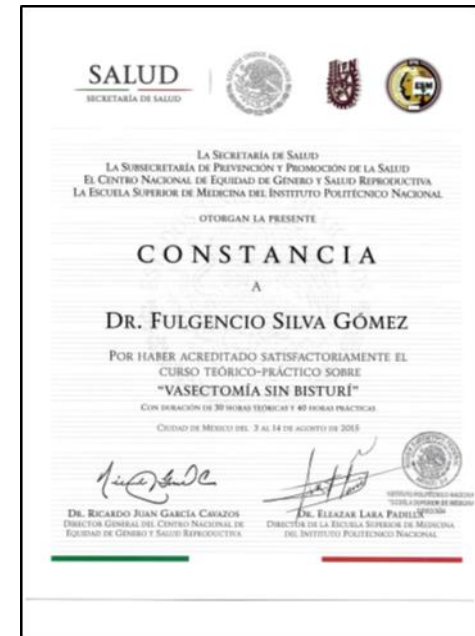 SALUD
SECRETARÍA DE SALUD
ESTADOS UNIDOS MEXICANOS
IPN
ESM
LA SECRETARÍA DE SALUD
LA SUBSECRETARÍA DE PREVENCIÓN Y PROMOCIÓN DE LA SALUD
EL CENTRO NACIONAL DE EQUIDAD DE GÉNERO Y SALUD REPRODUCTIVA
LA ESCUELA SUPERIOR DE MEDICINA DEL INSTITUTO POLITÉCNICO NACIONAL
OTORGAN LA PRESENTE
CONSTANCIA
A
DR. FULGENCIO SILVA GÓMEZ
POR HABER ACREDITADO SATISFACTORIAMENTE EL
CURSO TEÓRICO-PRÁCTICO SOBRE
"VASECTOMÍA SIN BISTURÍ"
CON DURACIÓN DE 30 HORAS TEÓRICAS Y 40 HORAS PRÁCTICAS
CIUDAD DE MÉXICO DEL 3 AL 14 DE AGOSTO DE 2015
DR. RICARDO JUAN GARCÍA CAVAZOS
DIRECTOR GENERAL DEL CENTRO NACIONAL DE
EQUIDAD DE GÉNERO Y SALUD REPRODUCTIVA
DR. ELEAZAR LARA PADILLA
DIRECTOR DE LA ESCUELA SUPERIOR DE MEDICINA
DEL INSTITUTO POLITÉCNICO NACIONAL